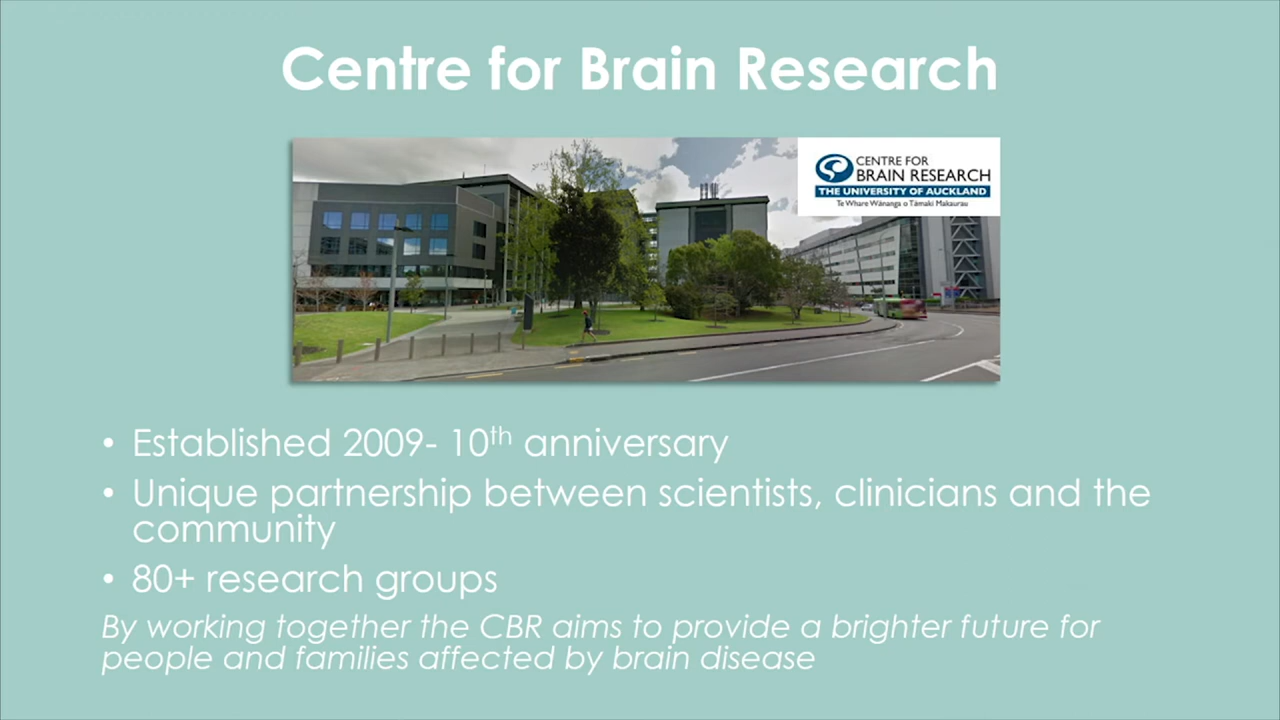 Centre for Brain Research
CENTRE FOR
BRAIN RESEARCH
THE UNIVERSITY OF AUCKLAND
Te Whare Wānanga o Tāmaki Makaurau
• Established 2009- 10th anniversary
• Unique partnership between scientists, clinicians and the
community
• 80+ research groups
By working together the CBR aims to provide a brighter future for
people and families affected by brain disease